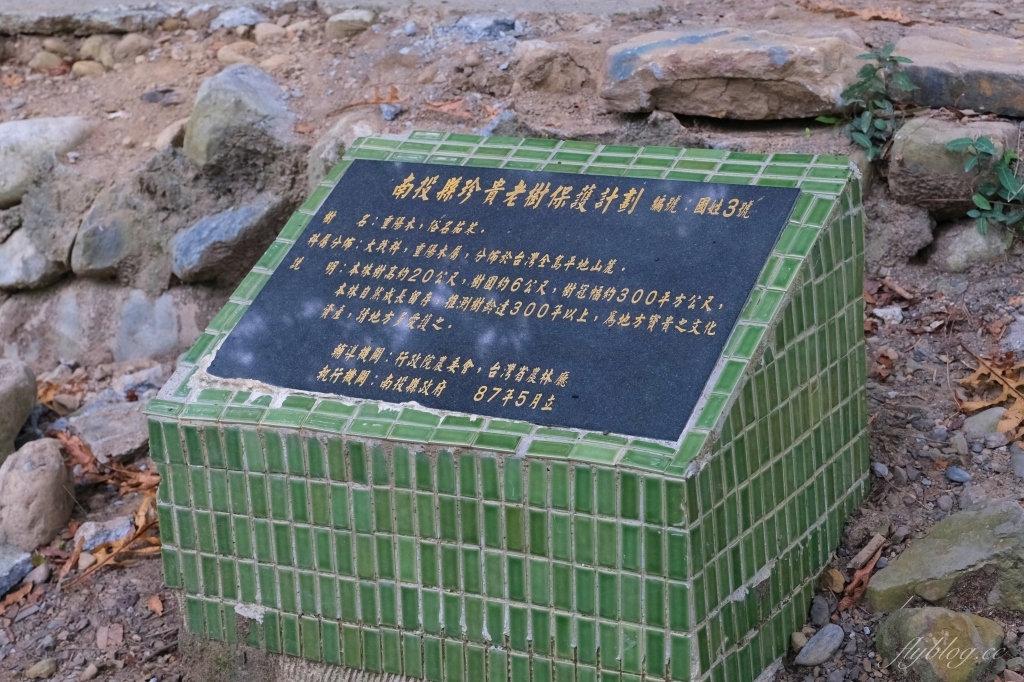 南投縣珍貴老樹保護計劃 編號：國姓3號
樹　名：重陽木，俗名茄苳。
科屬分佈：大戟科，重陽木屬，分佈於台灣全島平地山麓。
說　明：本株樹高約20公尺，樹圍約6公尺，樹冠幅約300平方公尺，
本株自然成長留存，推測樹齡達300年以上，為地方寶貴之文化
資產，請地方多愛護之。
輔導機關：行政院農委會，台灣省農林廳
執行機關：南投縣政府　87年5月立
flyblog.cc